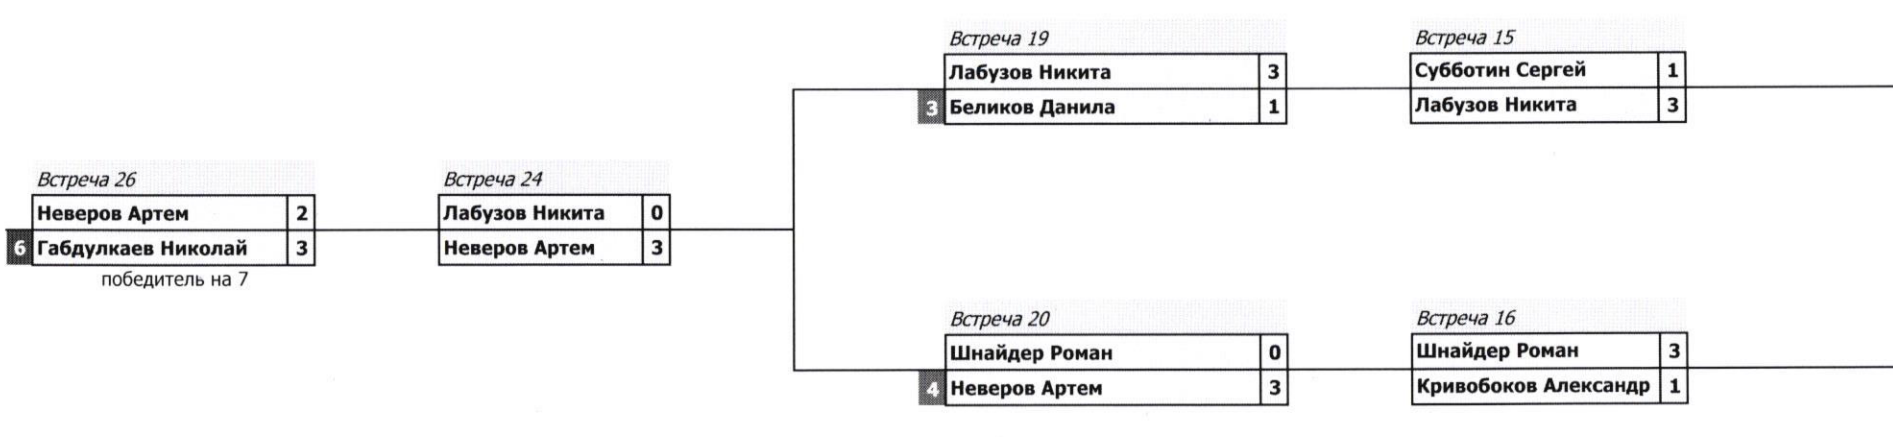 Встреча 19
Лабузов Никита 3
3 Беликов Данила 1
Встреча 15
Субботин Сергей 1
Лабузов Никита 3
Встреча 26
Неверов Артем 2
6 Габдулкаев Николай 3
победитель на 7
Встреча 24
Лабузов Никита 0
Неверов Артем 3
Встреча 20
Шнайдер Роман 0
4 Неверов Артем 3
Встреча 16
Шнайдер Роман 3
Кривобоков Александр 1